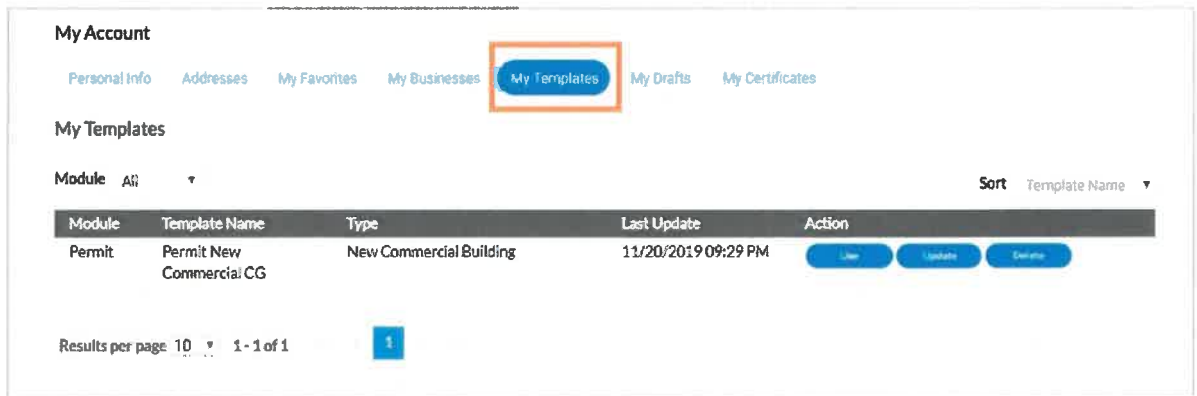 My Account
Personal Info Addresses My Favorites My Businesses My Templates My Drafts My Certificates
My Templates
Module All
Sort Template Name
Module Template Name Type Last Update Action
Permit Permit New New Commercial Building 11/20/2019 09:29 PM Use Update Delete
Commercial CG
Results per page 10 1 - 1 of 1 1